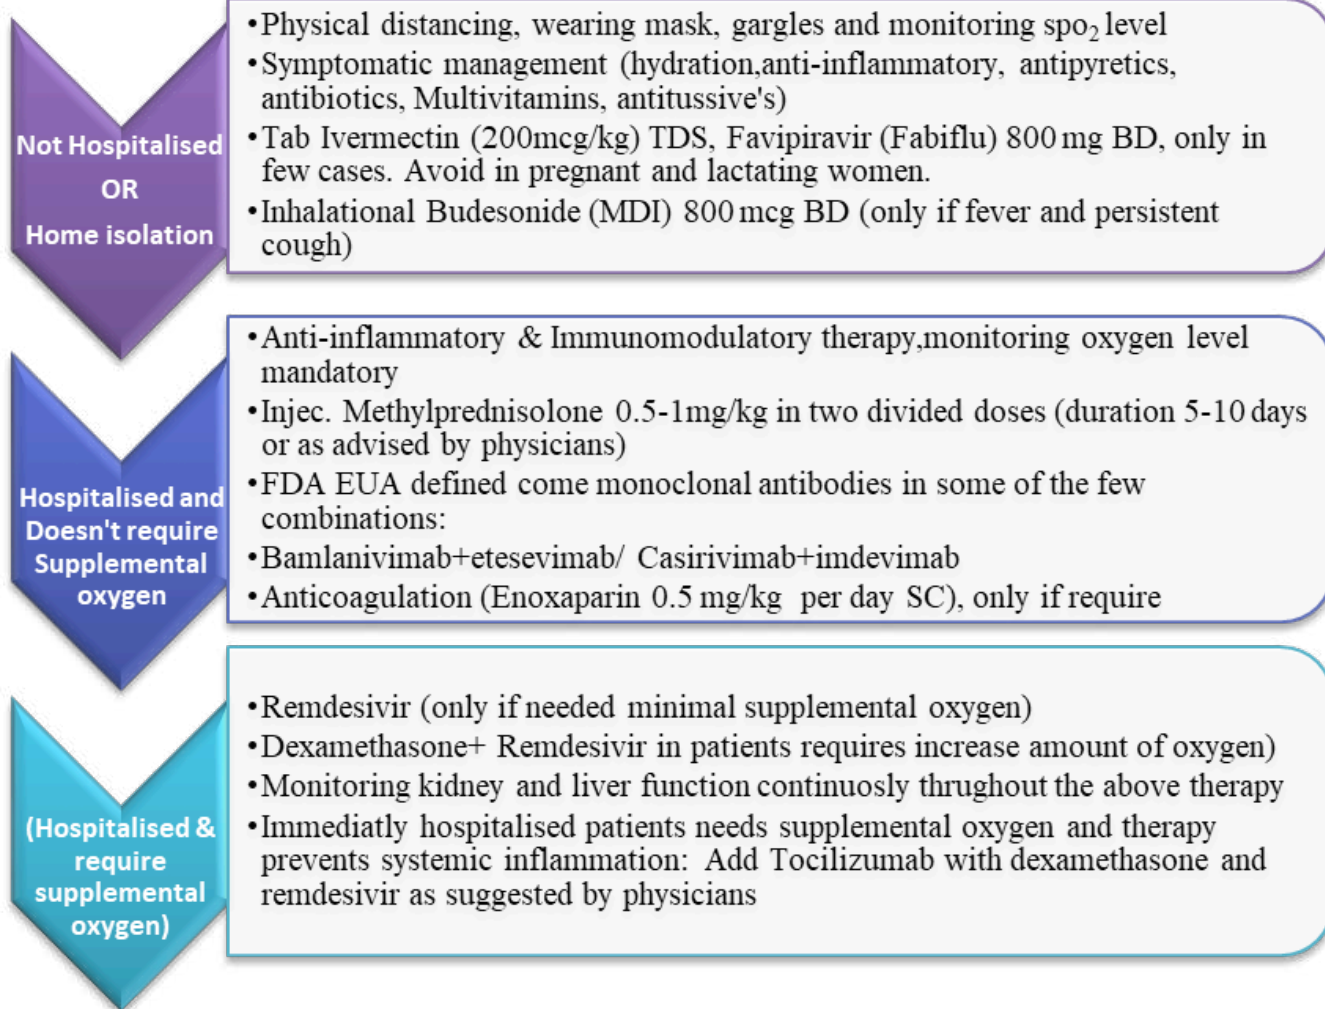 Not Hospitalised
OR
Home isolation
•Physical distancing, wearing mask, gargles and monitoring spo₂ level
•Symptomatic management (hydration,anti-inflammatory, antipyretics,
antibiotics, Multivitamins, antitussive's)
•Tab Ivermectin (200mcg/kg) TDS, Favipiravir (Fabiflu) 800 mg BD, only in
few cases. Avoid in pregnant and lactating women.
•Inhalational Budesonide (MDI) 800 mcg BD (only if fever and persistent
cough)
Hospitalised and
Doesn't require
Supplemental
oxygen
•Anti-inflammatory & Immunomodulatory therapy,monitoring oxygen level
mandatory
•Injec. Methylprednisolone 0.5-1mg/kg in two divided doses (duration 5-10 days
or as advised by physicians)
•FDA EUA defined come monoclonal antibodies in some of the few
combinations:
•Bamlanivimab+etesevimab/ Casirivimab+imdevimab
•Anticoagulation (Enoxaparin 0.5 mg/kg per day SC), only if require
(Hospitalised &
require
supplemental
oxygen)
•Remdesivir (only if needed minimal supplemental oxygen)
•Dexamethasone+ Remdesivir in patients requires increase amount of oxygen)
•Monitoring kidney and liver function continuosly thrughout the above therapy
•Immediatly hospitalised patients needs supplemental oxygen and therapy
prevents systemic inflammation: Add Tocilizumab with dexamethasone and
remdesivir as suggested by physicians